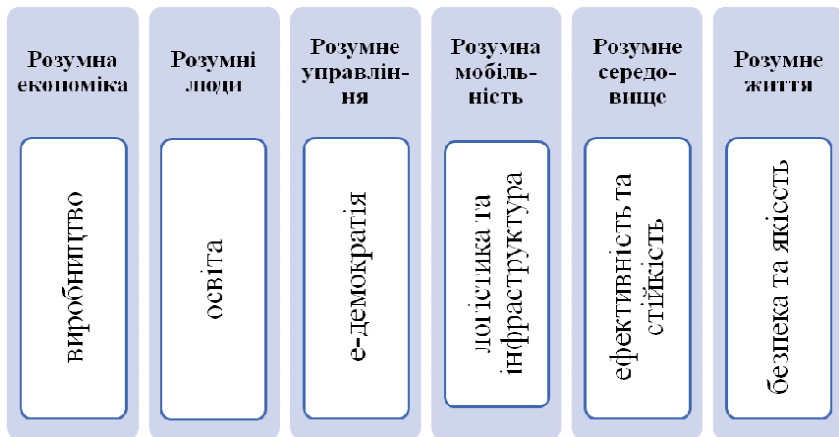 Розумна
економіка
виробництво
Розумні
люди
освіта
Розумне
управлін-
ня
е-демократія
Розумна
мобіль-
ність
логістика та
інфраструктура
Розумне
середо-
вище
ефективність та
стійкість
Розумне
життя
безпека та якіссть